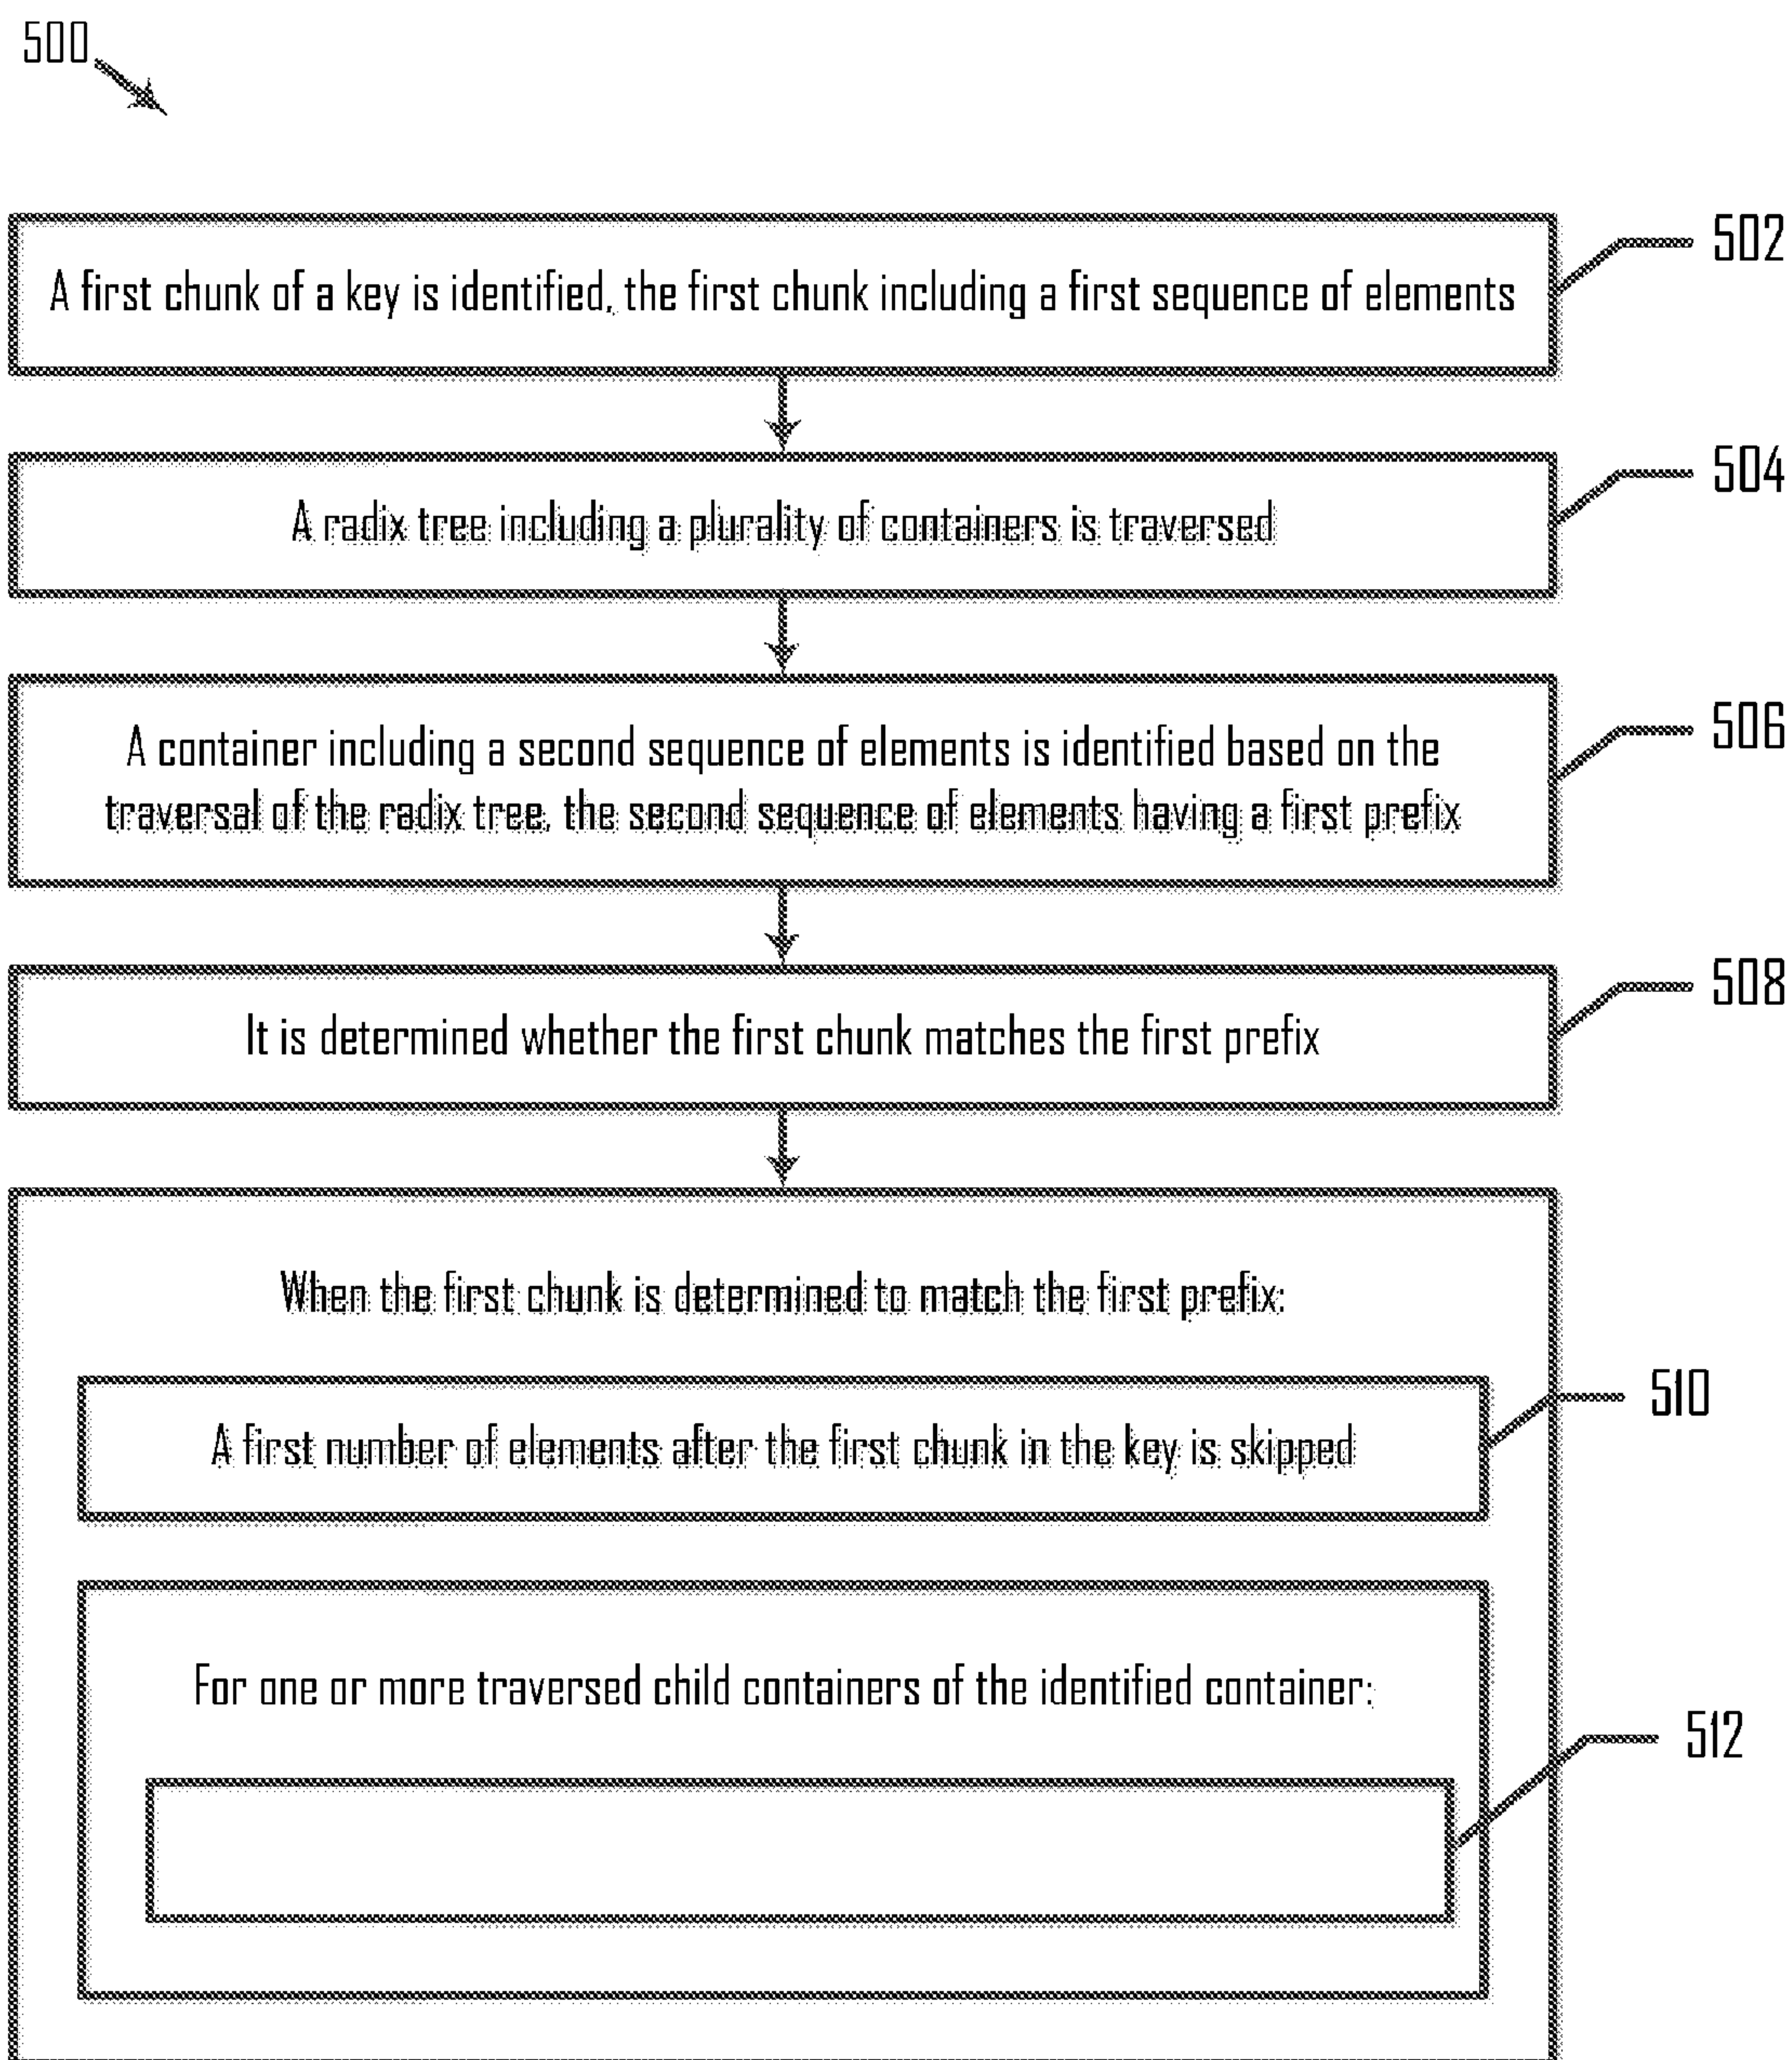 500
A first chunk of a key is identified, the first chunk including a first sequence of elements
502
A radix tree including a plurality of containers is traversed
504
A container including a second sequence of elements is identified based on the
traversal of the radix tree, the second sequence of elements having a first prefix
506
It is determined whether the first chunk matches the first prefix
508
When the first chunk is determined to match the first prefix:
A first number of elements after the first chunk in the key is skipped
510
For one or more traversed child containers of the identified container:
512